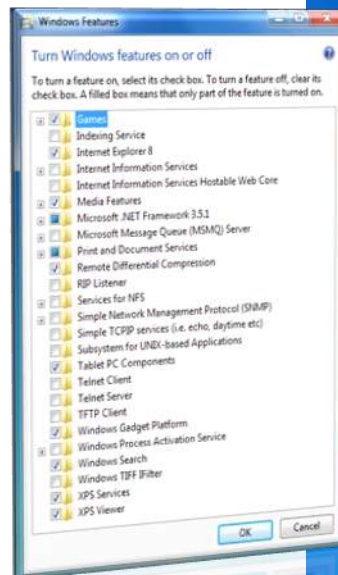 Windows Features
Turn Windows features on or off
To turn a feature on, select its check box. To turn a feature off, clear its
check box. A filled box means that only part of the feature is turned on.
Games
Indexing Service
Internet Explorer 8
Internet Information Services
Internet Information Services Hostable Web Core
Media Features
Microsoft .NET Framework 3.5.1
Microsoft Message Queue (MSMQ) Server
Print and Document Services
Remote Differential Compression
RIP Listener
Services for NFS
Simple Network Management Protocol (SNMP)
Simple TCPIP services (i.e. echo, daytime etc)
Subsystem for UNIX-based Applications
Tablet PC Components
Telnet Client
Telnet Server
TFTP Client
Windows Gadget Platform
Windows Process Activation Service
Windows Search
Windows TIFF IFilter
XPS Services
XPS Viewer
OK
Cancel